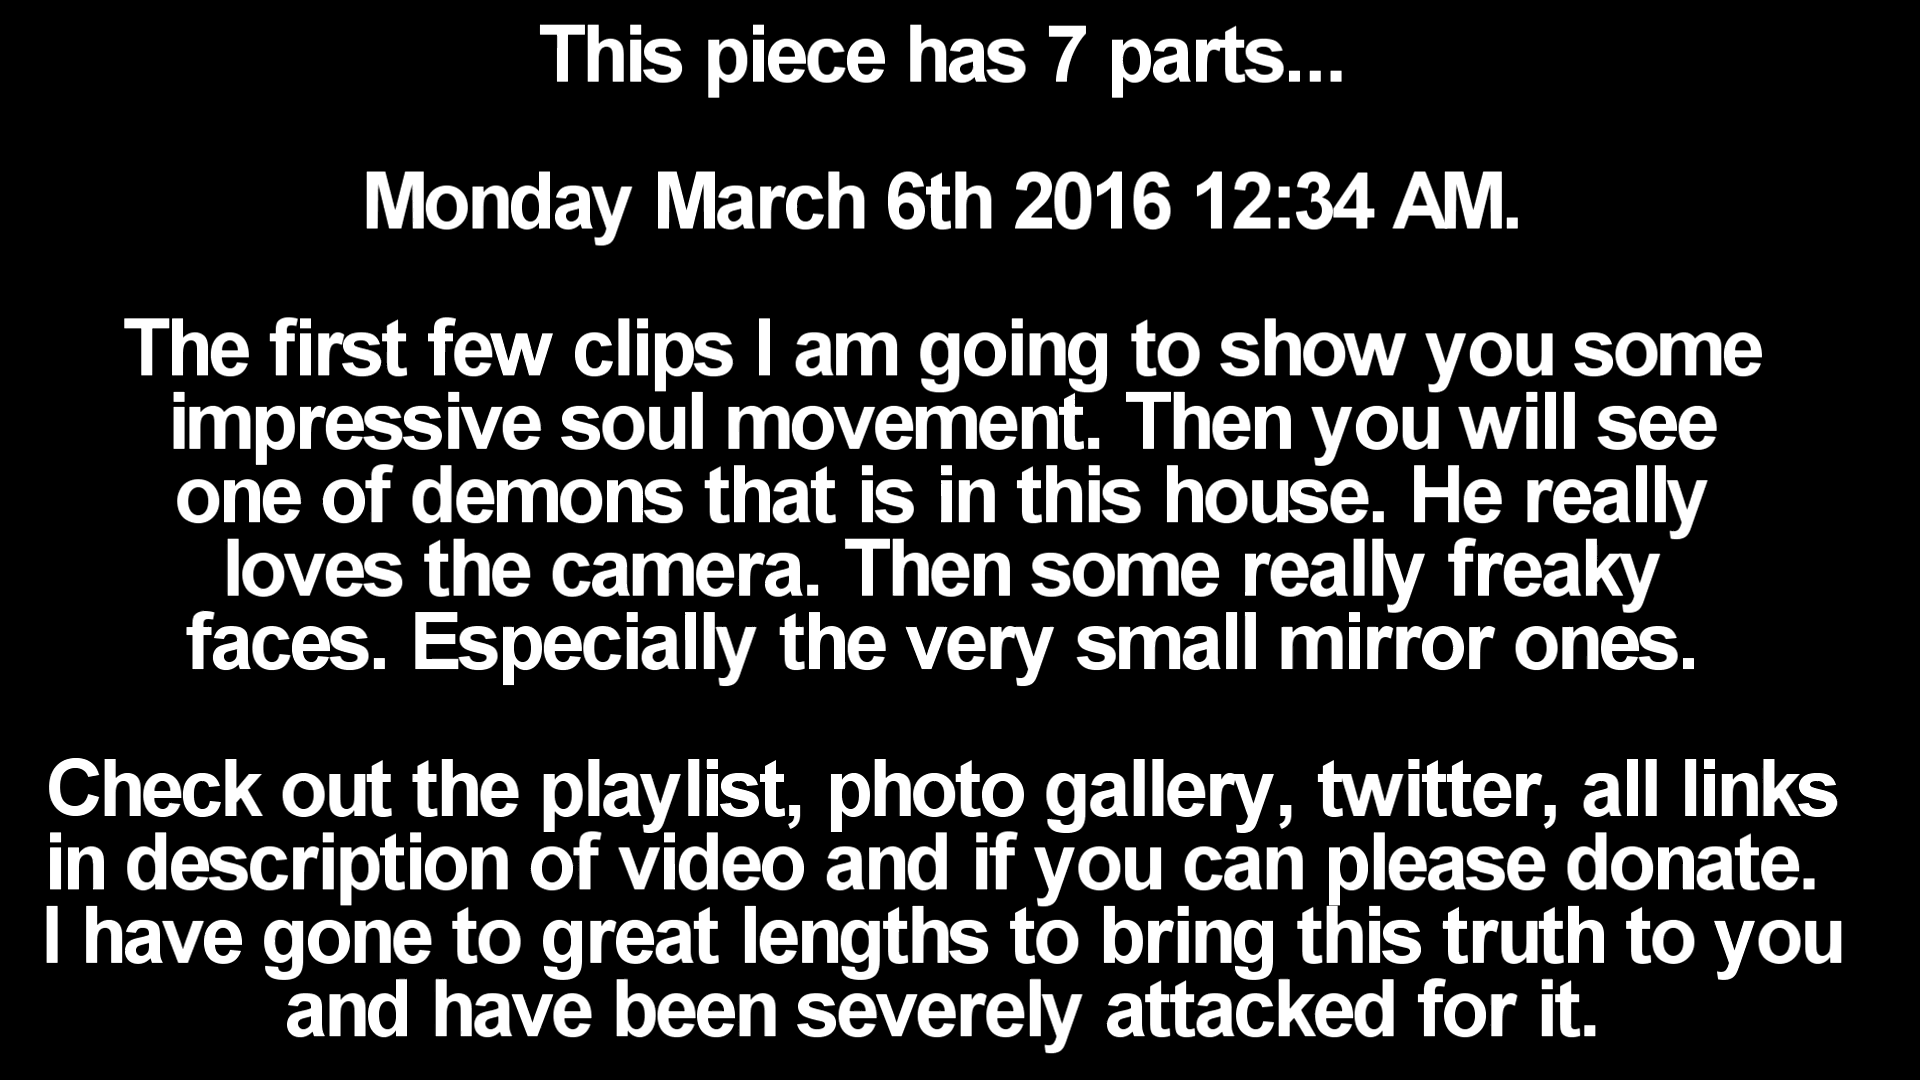 This piece has 7 parts...
Monday March 6th 2016 12:34 AM.
The first few clips I am going to show you some
impressive soul movement. Then you will see
one of demons that is in this house. He really
loves the camera. Then some really freaky
faces. Especially the very small mirror ones.
Check out the playlist, photo gallery, twitter, all links
in description of video and if you can please donate.
I have gone to great lengths to bring this truth to you
and have been severely attacked for it.